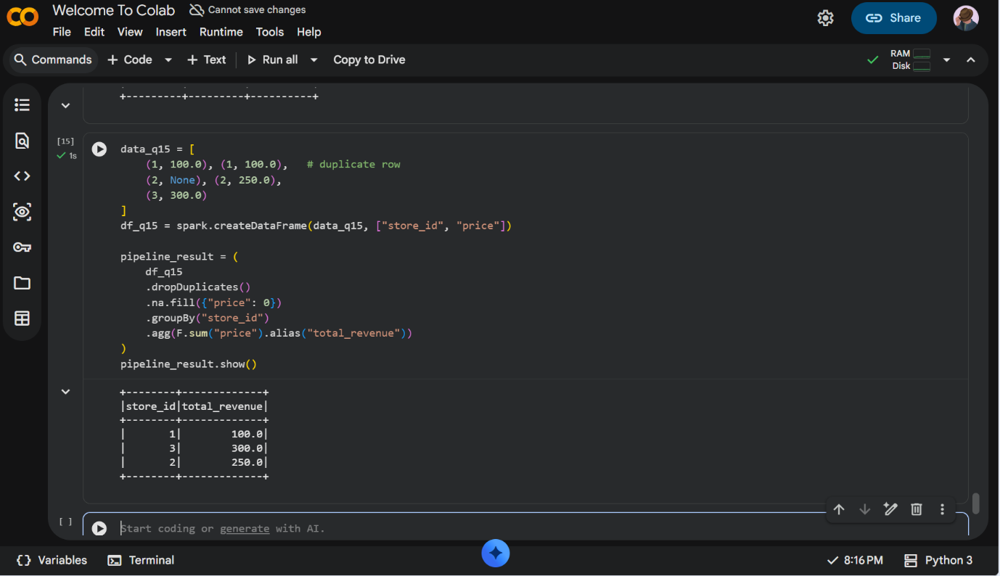 Welcome To Colab Cannot save changes
Share
File Edit View Insert Runtime Tools Help
Commands + Code + Text Run all Copy to Drive
RAM
Disk
+---------+---------+----------+
[15]
1s
data_q15 = [
    (1, 100.0), (1, 100.0),   # duplicate row
    (2, None), (2, 250.0),
    (3, 300.0)
]
df_q15 = spark.createDataFrame(data_q15, ["store_id", "price"])
pipeline_result = (
    df_q15
    .dropDuplicates()
    .na.fill({"price": 0})
    .groupBy("store_id")
    .agg(F.sum("price").alias("total_revenue"))
)
pipeline_result.show()
+--------+-------------+
|store_id|total_revenue|
+--------+-------------+
|       1|        100.0|
|       3|        300.0|
|       2|        250.0|
+--------+-------------+
[ ]
Start coding or generate with AI.
{} Variables Terminal
8:16 PM Python 3